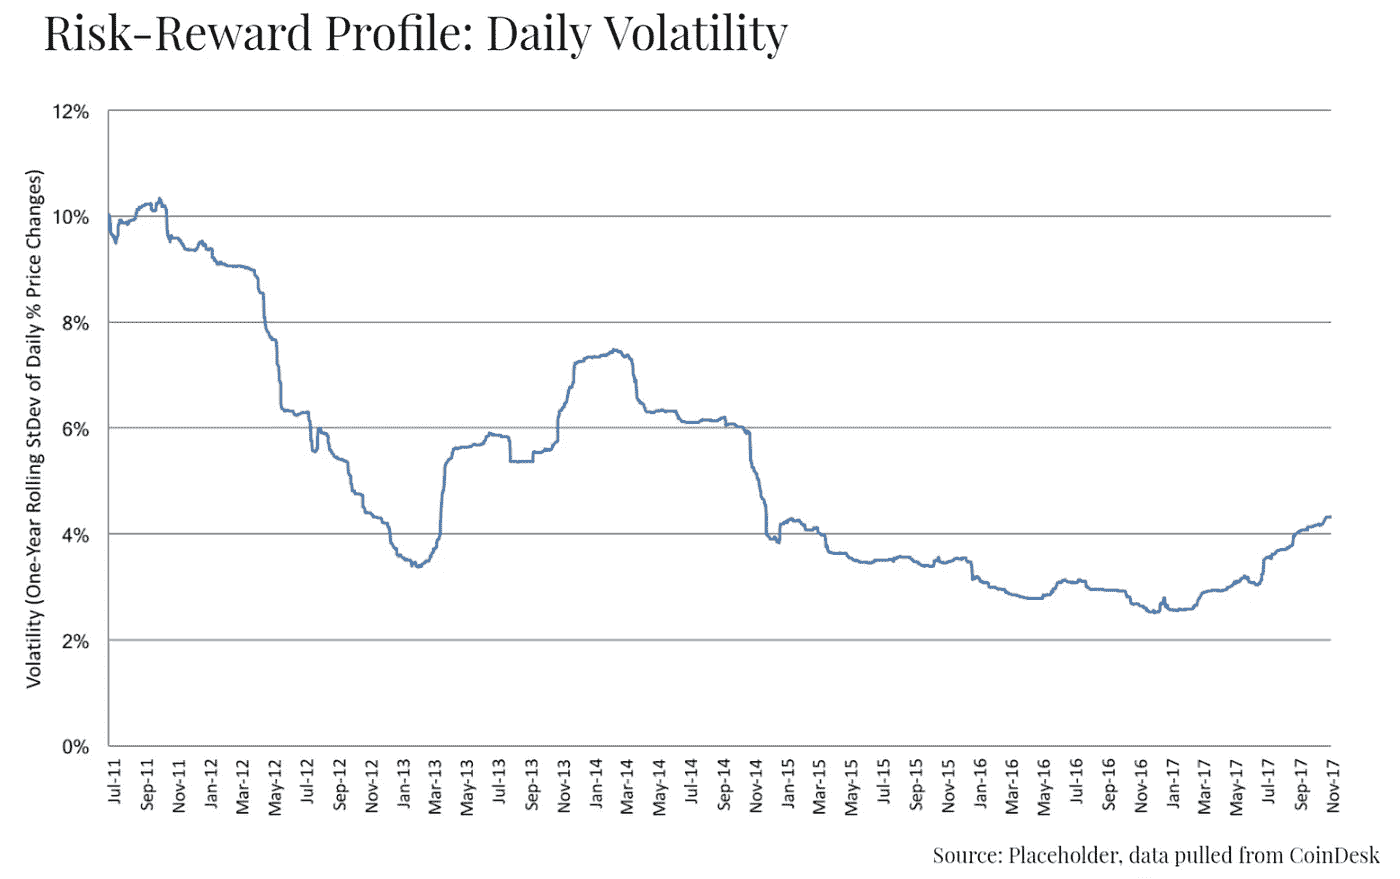 Risk-Reward Profile: Daily Volatility
Volatility (One-Year Rolling StDev of Daily % Price Changes)
12%
10%
8%
6%
4%
2%
0%
Jul-11
Sep-11
Nov-11
Jan-12
Mar-12
May-12
Jul-12
Sep-12
Nov-12
Jan-13
Mar-13
May-13
Jul-13
Sep-13
Nov-13
Jan-14
Mar-14
May-14
Jul-14
Sep-14
Nov-14
Jan-15
Mar-15
May-15
Jul-15
Sep-15
Nov-15
Jan-16
Mar-16
May-16
Jul-16
Sep-16
Nov-16
Jan-17
Mar-17
May-17
Jul-17
Sep-17
Nov-17
Source: Placeholder, data pulled from CoinDesk